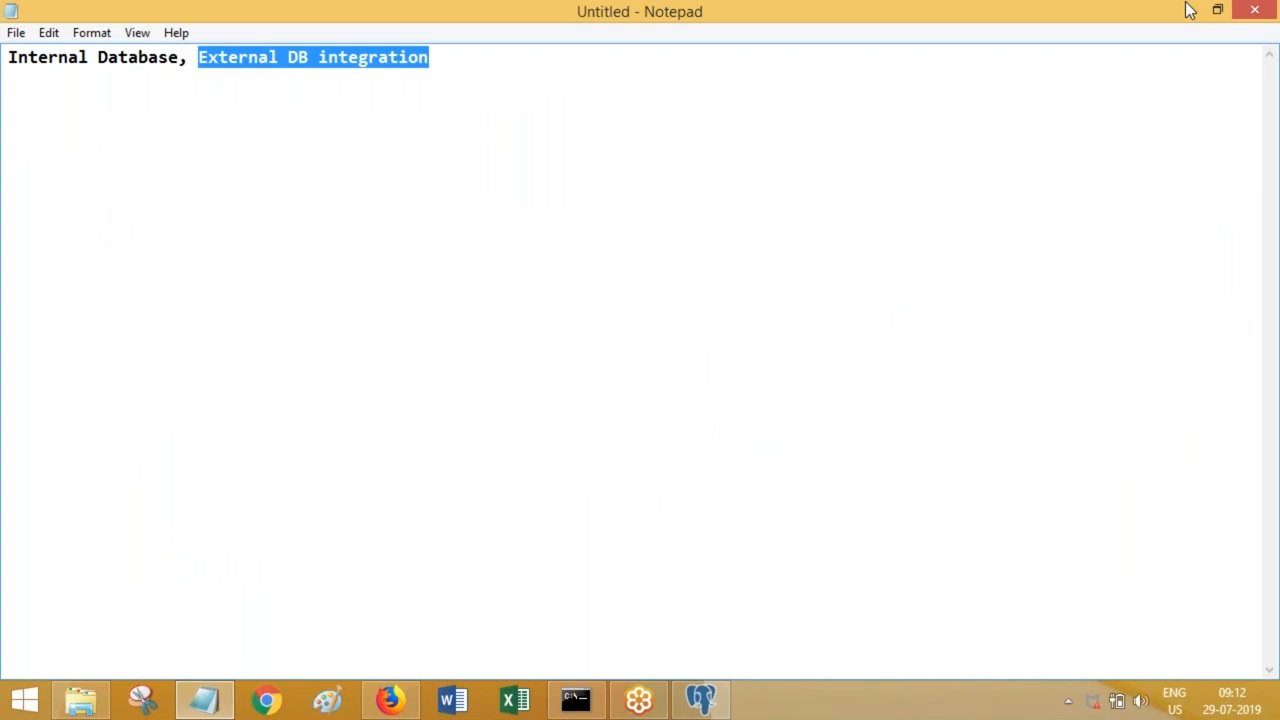 Untitled - Notepad
File Edit Format View Help
Internal Database, External DB integration
ENG 09:12
US 29-07-2019